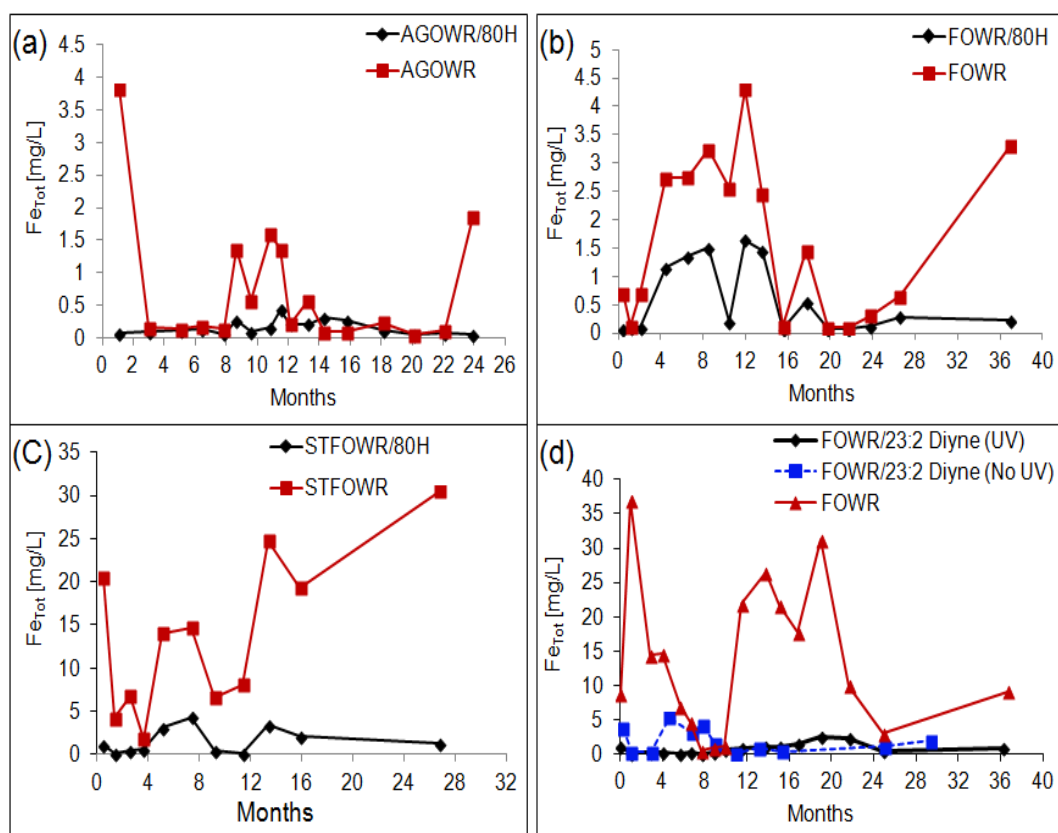 (a)
AGOWR/80H
AGOWR
4.5
4
3.5
3
2.5
2
1.5
1
0.5
0
Fe_Tot [mg/L]
0 2 4 6 8 10 12 14 16 18 20 22 24 26
Months
(b)
FOWR/80H
FOWR
5
4.5
4
3.5
3
2.5
2
1.5
1
0.5
0
Fe_Tot [mg/L]
0 4 8 12 16 20 24 28 32 36 40
Months
(C)
STFOWR/80H
STFOWR
35
30
25
20
15
10
5
0
Fe_Tot [mg/L]
0 4 8 12 16 20 24 28 32
Months
(d)
FOWR/23:2 Diyne (UV)
FOWR/23:2 Diyne (No UV)
FOWR
40
35
30
25
20
15
10
5
0
Fe_Tot [mg/L]
0 4 8 12 16 20 24 28 32 36 40
Months